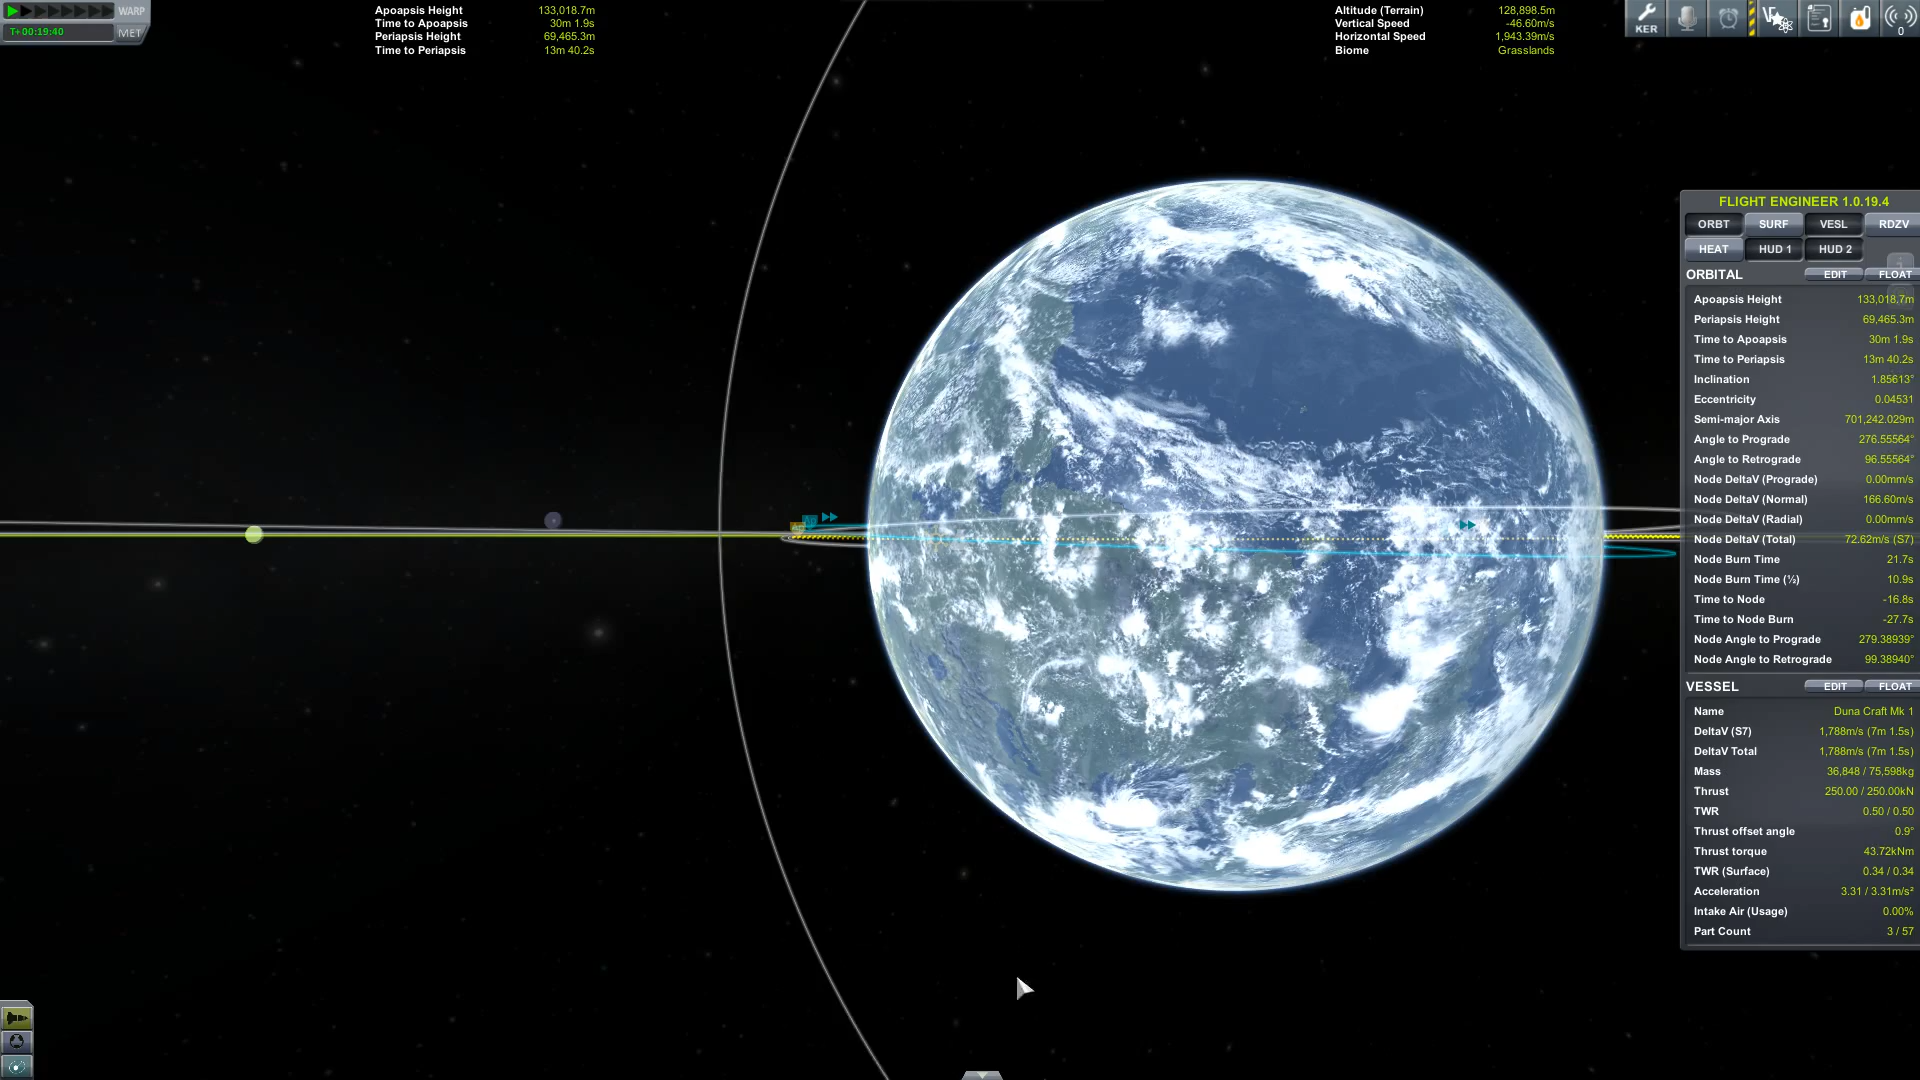 WARP
T+00:19:40 MET
Apoapsis Height 133,018.7m
Time to Apoapsis 30m 1.9s
Periapsis Height 69,465.3m
Time to Periapsis 13m 40.2s
Altitude (Terrain) 128,898.5m
Vertical Speed -46.60m/s
Horizontal Speed 1,943.39m/s
Biome Grasslands
KER
0
FLIGHT ENGINEER 1.0.19.4
ORBT SURF VESL RDZV
HEAT HUD 1 HUD 2
ORBITAL EDIT FLOAT
Apoapsis Height 133,018.7m
Periapsis Height 69,465.3m
Time to Apoapsis 30m 1.9s
Time to Periapsis 13m 40.2s
Inclination 1.85613°
Eccentricity 0.04531
Semi-major Axis 701,242.029m
Angle to Prograde 276.55564°
Angle to Retrograde 96.55564°
Node DeltaV (Prograde) 0.00mm/s
Node DeltaV (Normal) 166.60m/s
Node DeltaV (Radial) 0.00mm/s
Node DeltaV (Total) 72.62m/s (S7)
Node Burn Time 21.7s
Node Burn Time (½) 10.9s
Time to Node -16.8s
Time to Node Burn -27.7s
Node Angle to Prograde 279.38939°
Node Angle to Retrograde 99.38940°
VESSEL EDIT FLOAT
Name Duna Craft Mk 1
DeltaV (S7) 1,788m/s (7m 1.5s)
DeltaV Total 1,788m/s (7m 1.5s)
Mass 36,848 / 75,598kg
Thrust 250.00 / 250.00kN
TWR 0.50 / 0.50
Thrust offset angle 0.9°
Thrust torque 43.72kNm
TWR (Surface) 0.34 / 0.34
Acceleration 3.31 / 3.31m/s²
Intake Air (Usage) 0.00%
Part Count 3 / 57